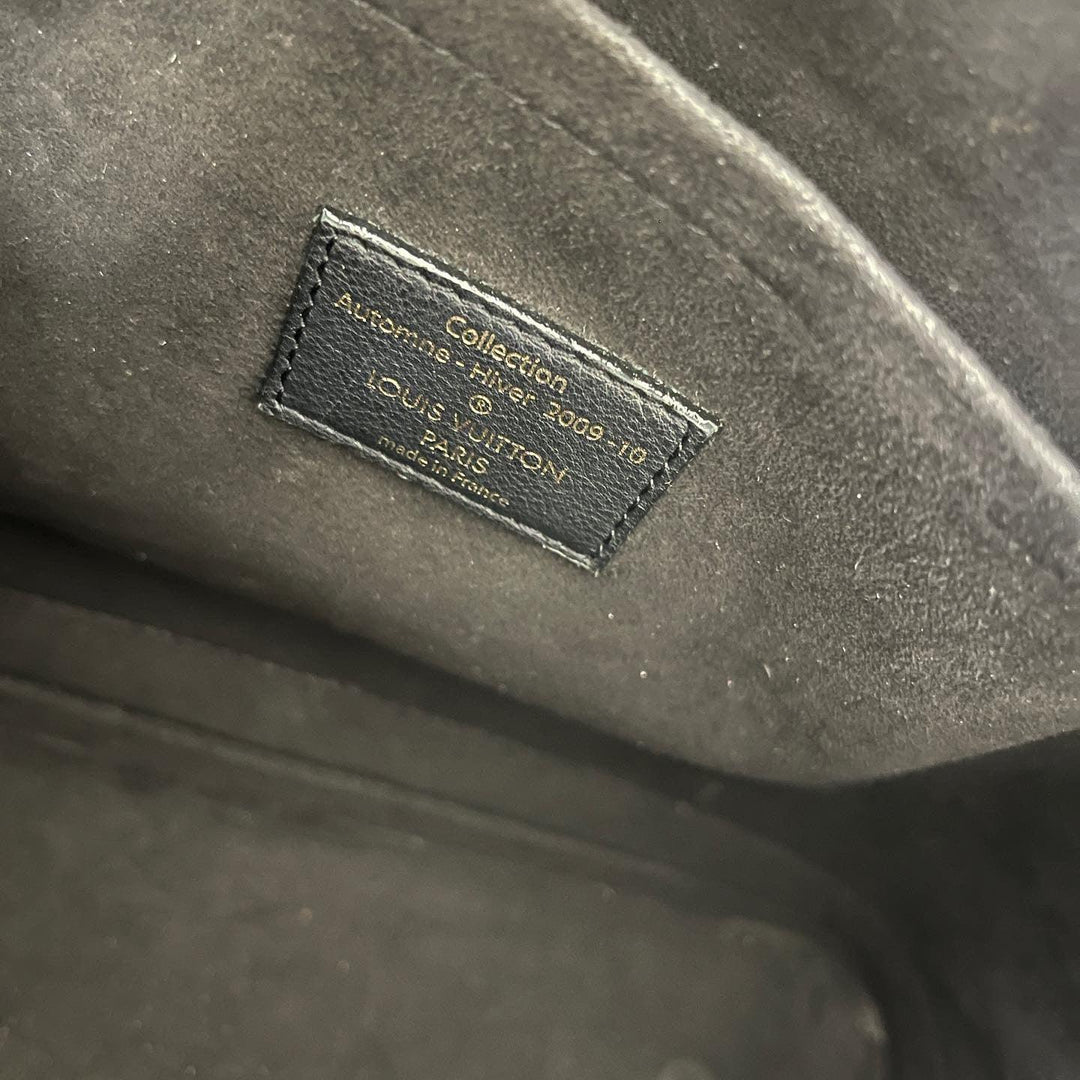 Collection
Automne - Hiver 2009 - 10
®
LOUIS VUITTON
PARIS
made in France